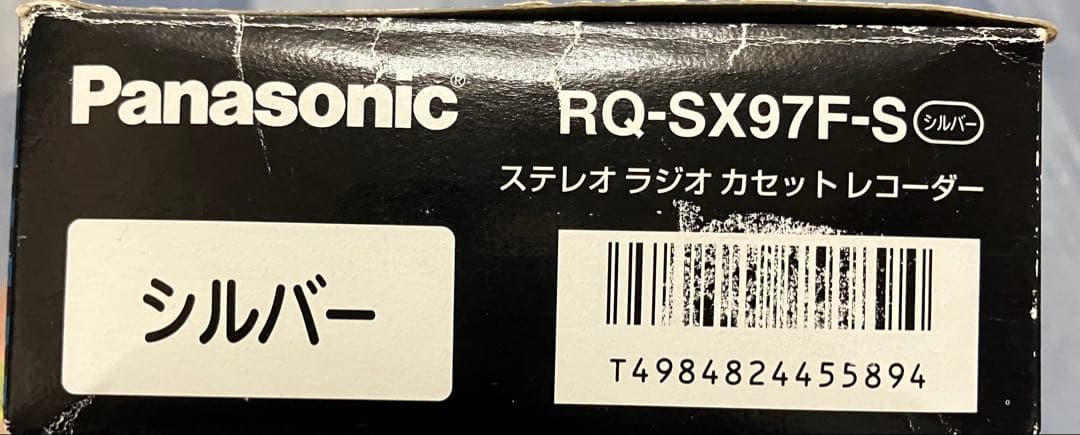 Panasonic®
RQ-SX97F-S シルバー
ステレオ ラジオ カセット レコーダー
シルバー
T4984824455894